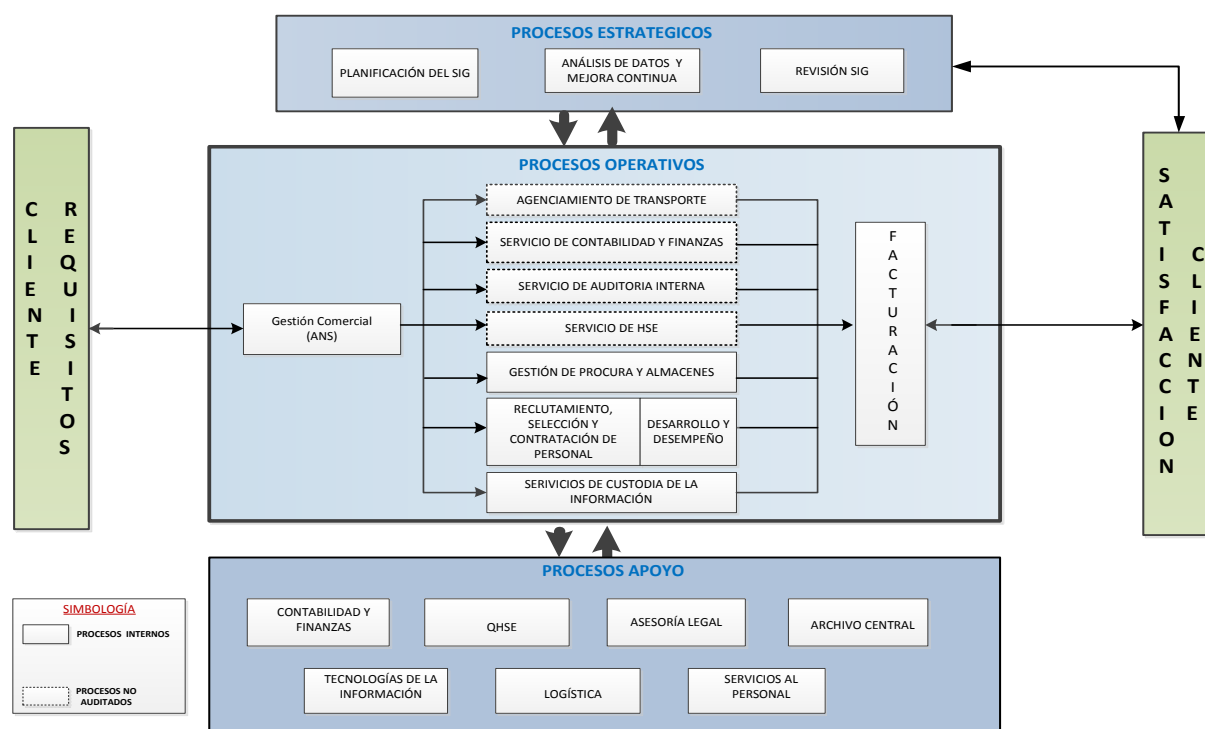 PROCESOS ESTRATEGICOS
PLANIFICACIÓN DEL SIG
ANÁLISIS DE DATOS Y
MEJORA CONTINUA
REVISIÓN SIG
CLIENTE
REQUISITOS
PROCESOS OPERATIVOS
Gestión Comercial
(ANS)
AGENCIAMIENTO DE TRANSPORTE
SERVICIO DE CONTABILIDAD Y FINANZAS
SERVICIO DE AUDITORIA INTERNA
SERVICIO DE HSE
GESTIÓN DE PROCURA Y ALMACENES
RECLUTAMIENTO,
SELECCIÓN Y
CONTRATACIÓN DE
PERSONAL
DESARROLLO Y
DESEMPEÑO
SERIVICIOS DE CUSTODIA DE LA
INFORMACIÓN
FACTURACIÓN
SATISFACCION
CLIENTE
PROCESOS APOYO
CONTABILIDAD Y
FINANZAS
QHSE
ASESORÍA LEGAL
ARCHIVO CENTRAL
TECNOLOGÍAS DE LA
INFORMACIÓN
LOGÍSTICA
SERVICIOS AL
PERSONAL
SIMBOLOGÍA
PROCESOS INTERNOS
PROCESOS NO
AUDITADOS